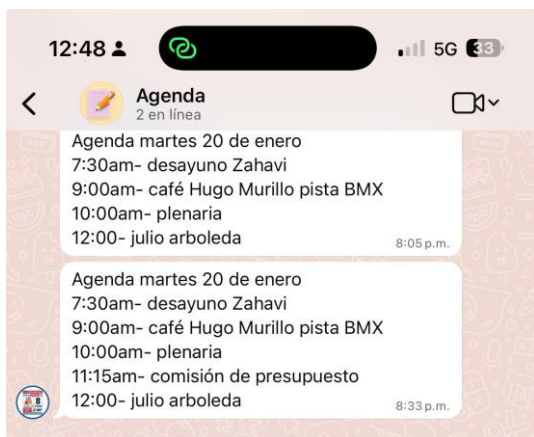 12:48
5G 33
Agenda
2 en línea
Agenda martes 20 de enero
7:30am- desayuno Zahavi
9:00am- café Hugo Murillo pista BMX
10:00am- plenaria
12:00- julio arboleda
8:05 p.m.
Agenda martes 20 de enero
7:30am- desayuno Zahavi
9:00am- café Hugo Murillo pista BMX
10:00am- plenaria
11:15am- comisión de presupuesto
12:00- julio arboleda
8:33 p.m.